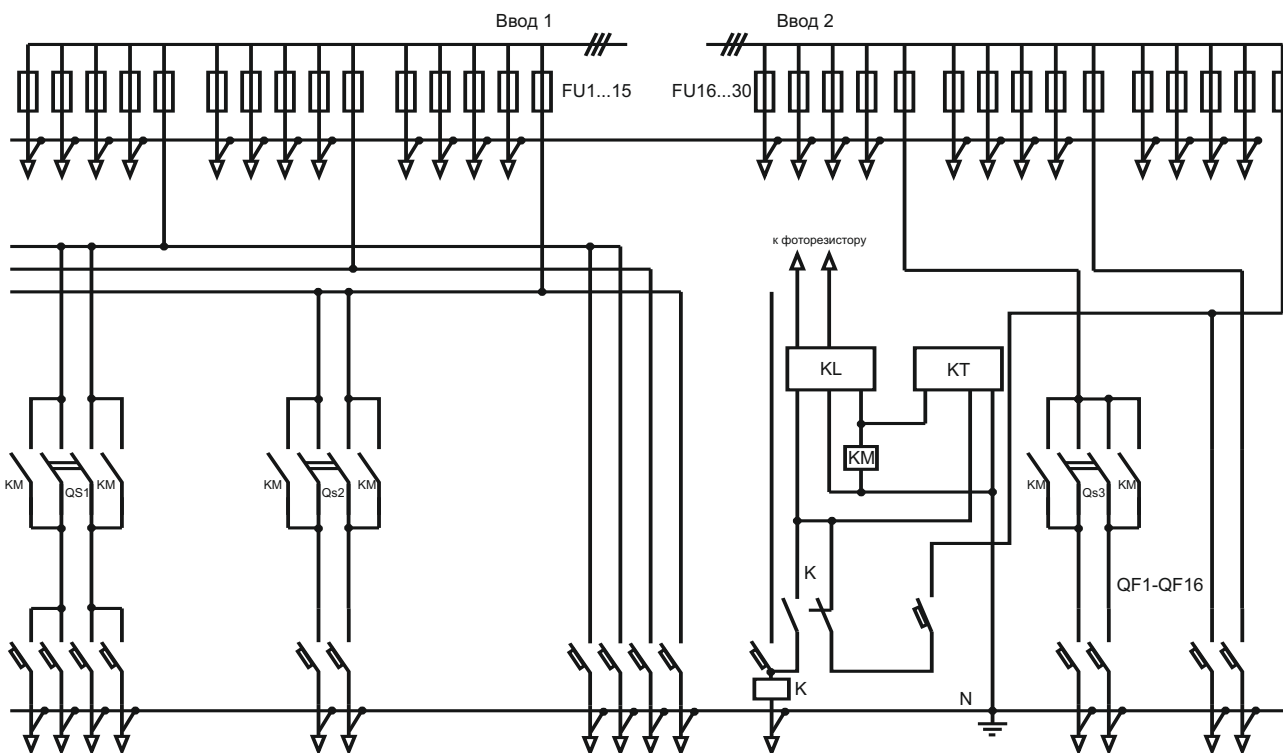 Ввод 1
Ввод 2
FU1...15
FU16...30
к фоторезистору
KL
KT
KM
KM
QS1
KM
KM
Qs2
KM
KM
Qs3
KM
K
QF1-QF16
K
N